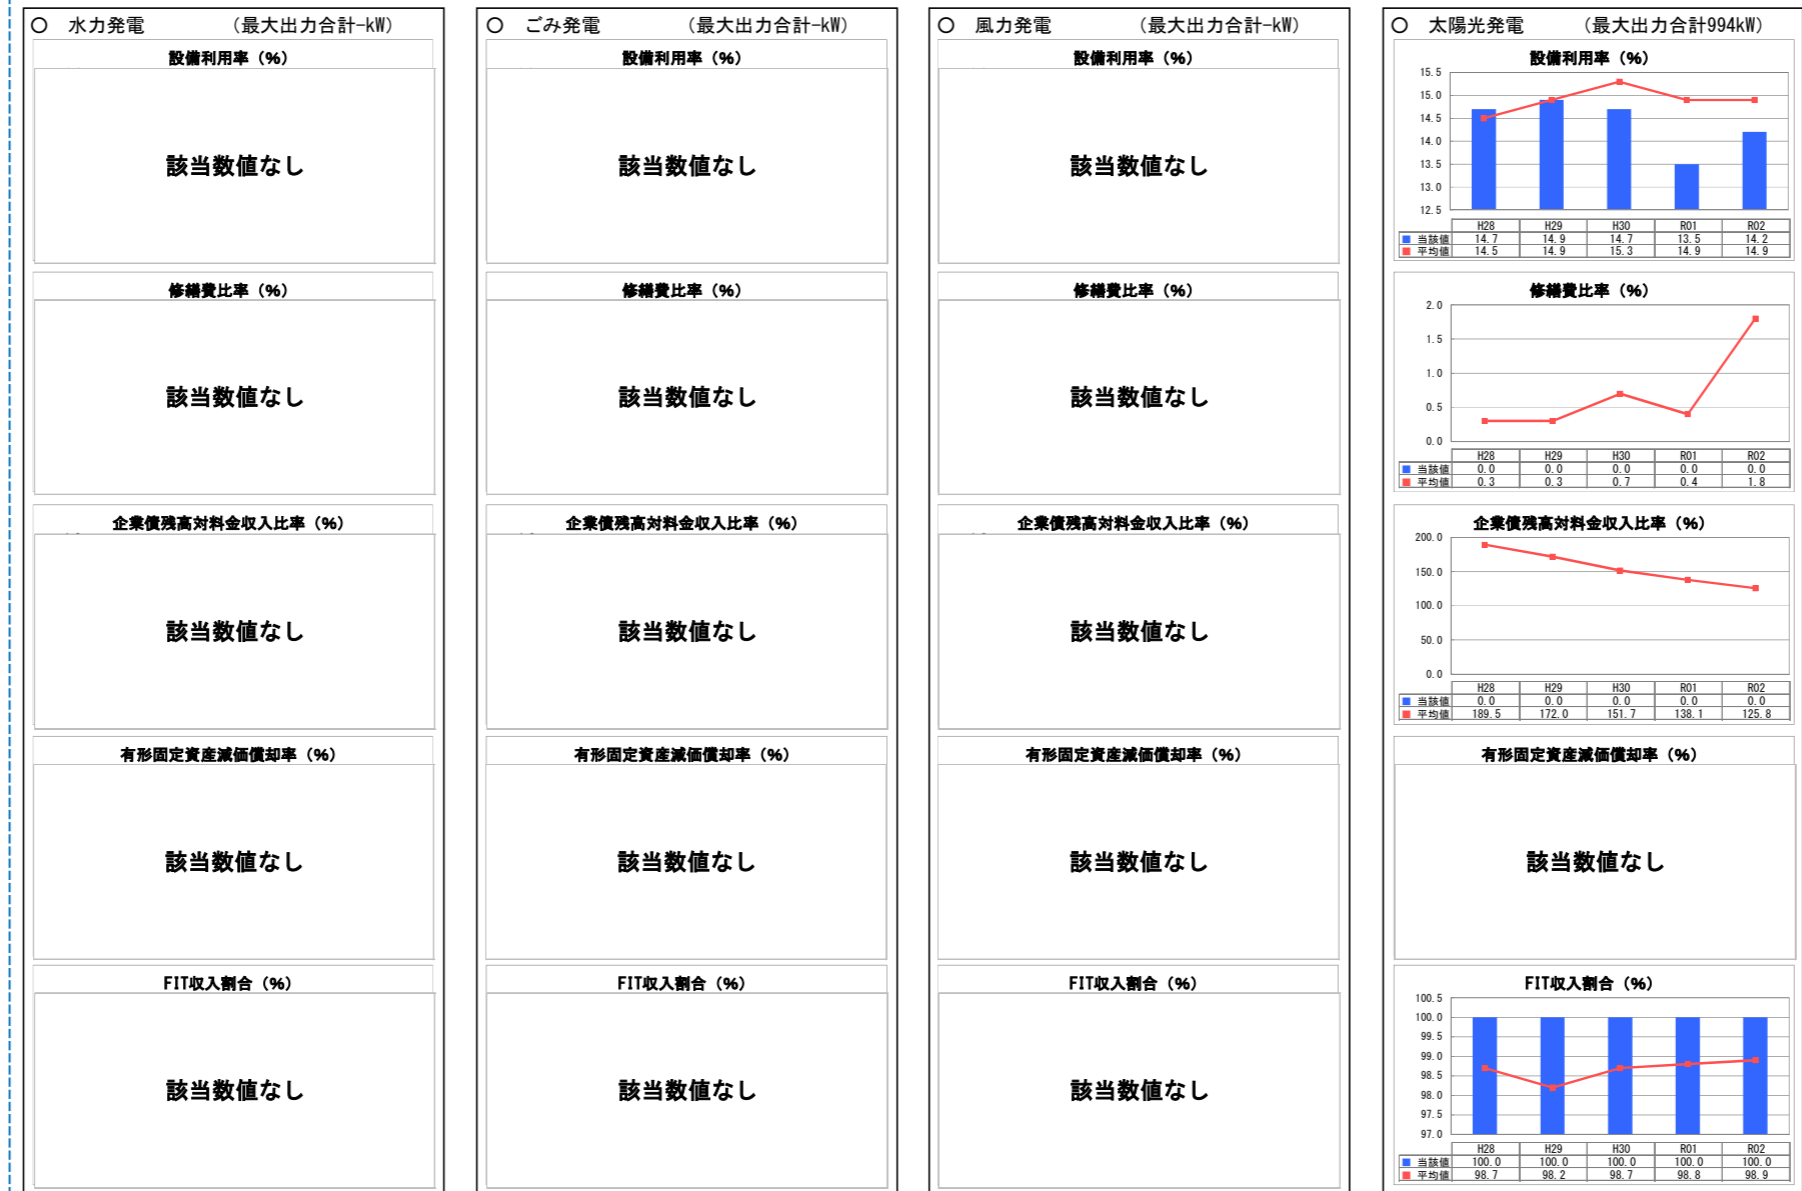 ○ 水力発電 （最大出力合計-kW）
設備利用率（%）
該当数値なし
修繕費比率（%）
該当数値なし
企業債残高対料金収入比率（%）
該当数値なし
有形固定資産減価償却率（%）
該当数値なし
FIT収入割合（%）
該当数値なし
○ ごみ発電 （最大出力合計-kW）
設備利用率（%）
該当数値なし
修繕費比率（%）
該当数値なし
企業債残高対料金収入比率（%）
該当数値なし
有形固定資産減価償却率（%）
該当数値なし
FIT収入割合（%）
該当数値なし
○ 風力発電 （最大出力合計-kW）
設備利用率（%）
該当数値なし
修繕費比率（%）
該当数値なし
企業債残高対料金収入比率（%）
該当数値なし
有形固定資産減価償却率（%）
該当数値なし
FIT収入割合（%）
該当数値なし
○ 太陽光発電 （最大出力合計994kW）
設備利用率（%）
15.5
15.0
14.5
14.0
13.5
13.0
12.5
H28 H29 H30 R01 R02
当該値 14.7 14.9 14.7 13.5 14.2
平均値 14.5 14.9 15.3 14.9 14.9
修繕費比率（%）
2.0
1.5
1.0
0.5
0.0
H28 H29 H30 R01 R02
当該値 0.0 0.0 0.0 0.0 0.0
平均値 0.3 0.3 0.7 0.4 1.8
企業債残高対料金収入比率（%）
200.0
150.0
100.0
50.0
0.0
H28 H29 H30 R01 R02
当該値 0.0 0.0 0.0 0.0 0.0
平均値 189.5 172.0 151.7 138.1 125.8
有形固定資産減価償却率（%）
該当数値なし
FIT収入割合（%）
100.5
100.0
99.5
99.0
98.5
98.0
97.5
97.0
H28 H29 H30 R01 R02
当該値 100.0 100.0 100.0 100.0 100.0
平均値 98.7 98.2 98.7 98.8 98.9